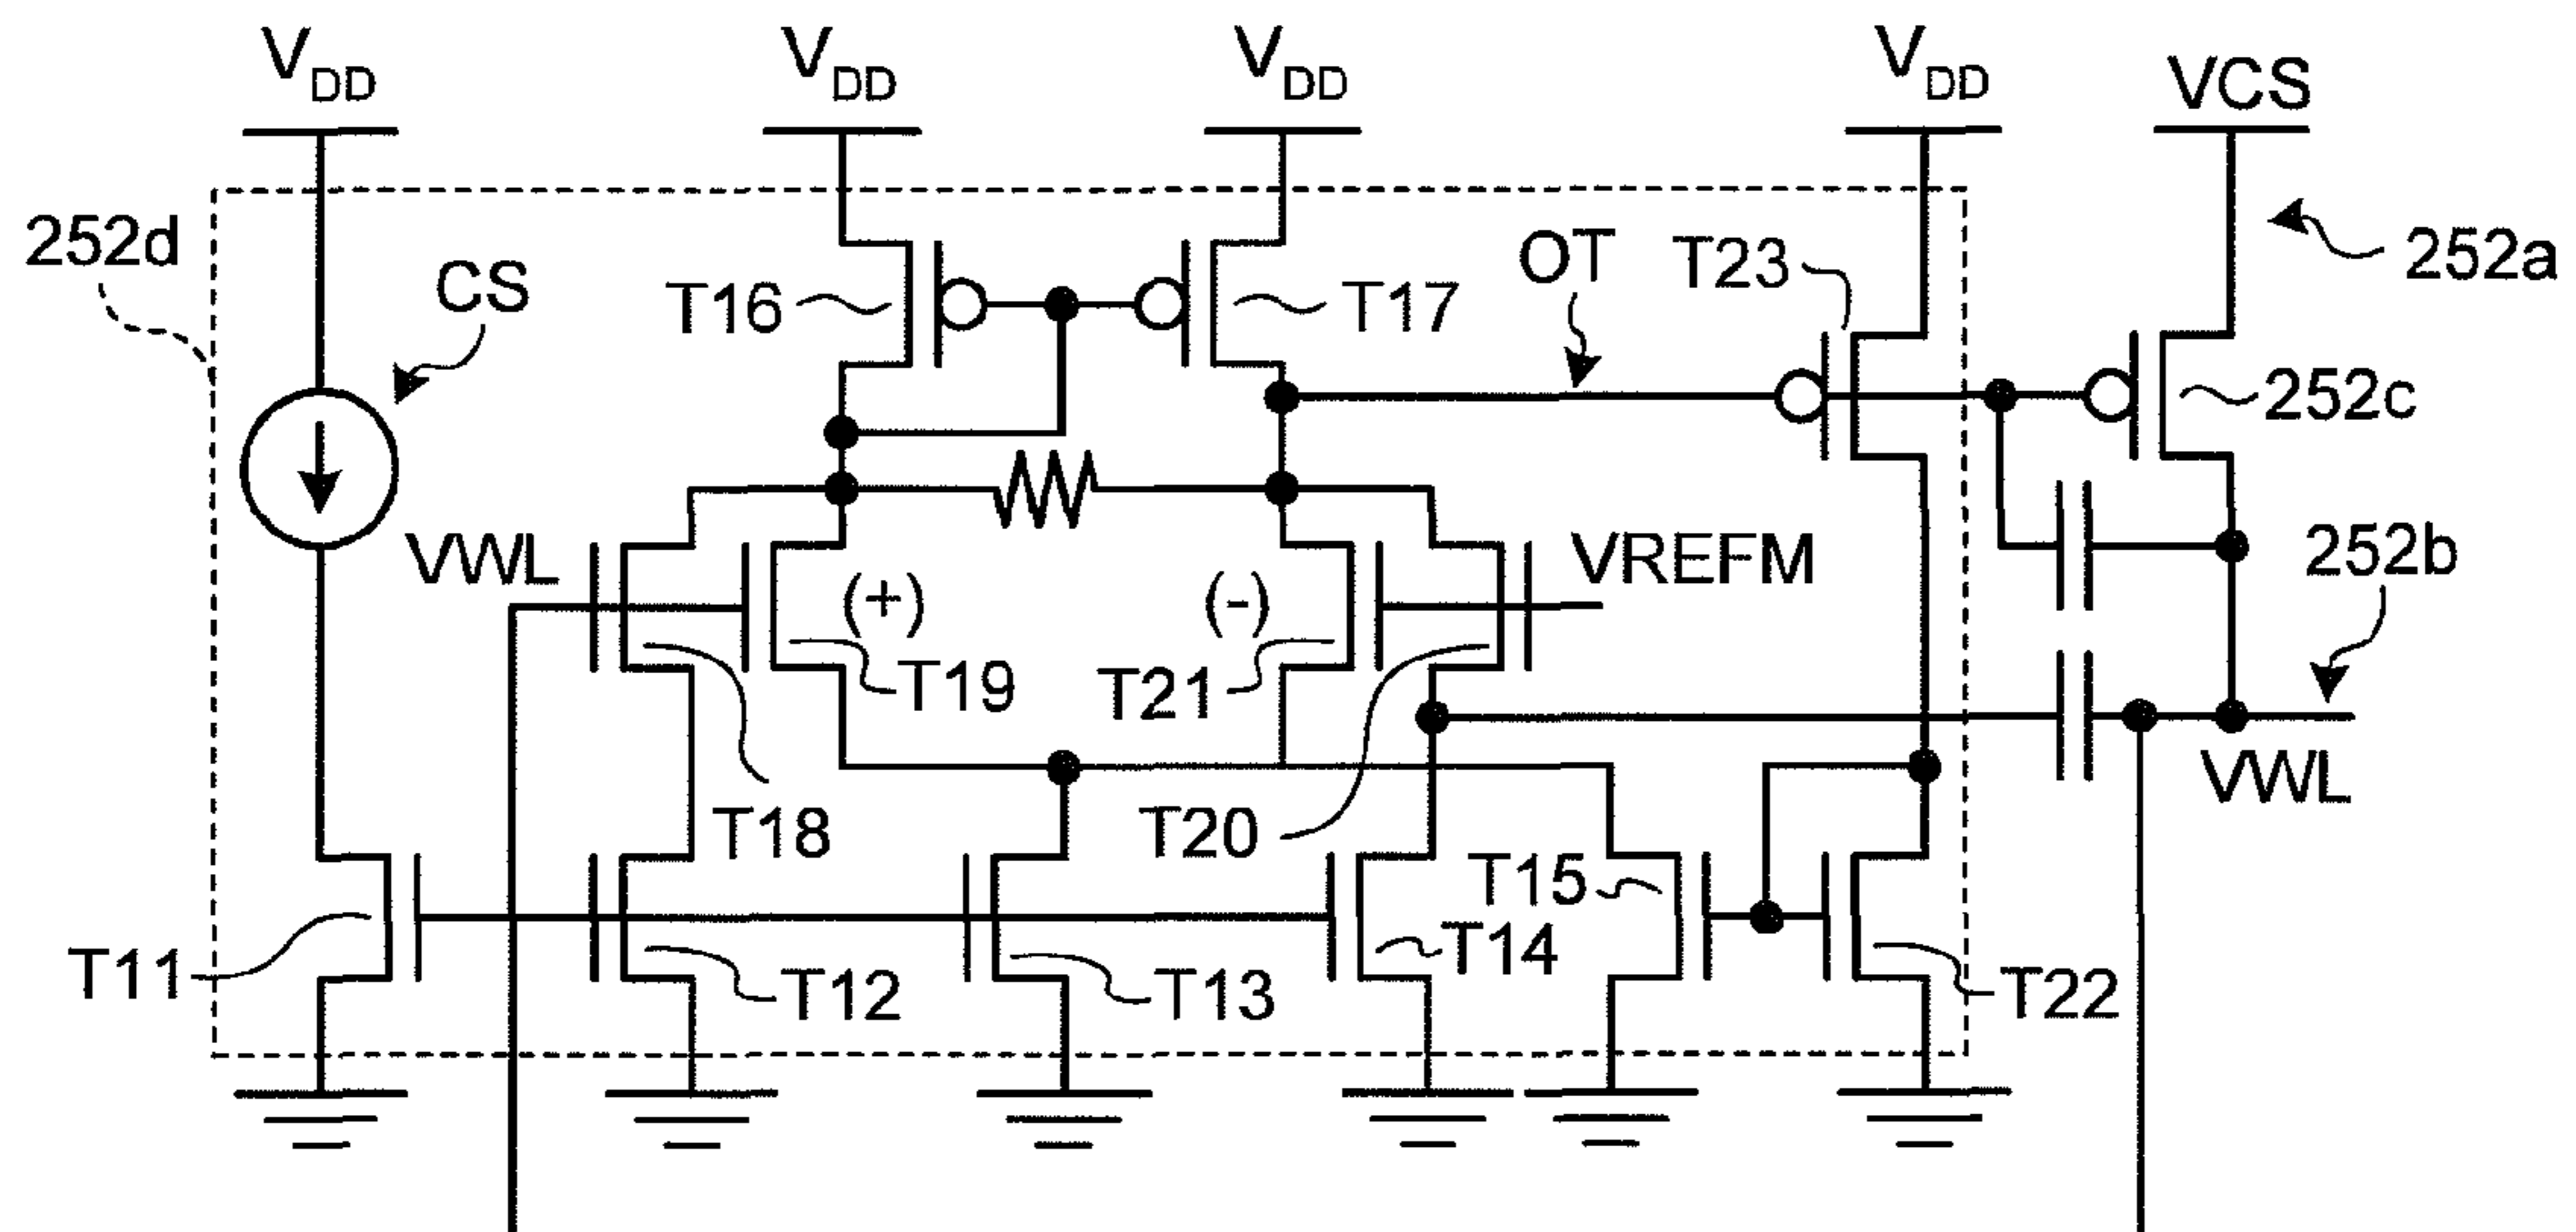 VDD
VDD
VDD
VDD
VCS
252d
CS
T16
T17
OT
T23
252a
252c
VWL
(+)
(-)
VREFM
252b
T19
T21
T18
T20
VWL
T15
T11
T12
T13
T14
T22